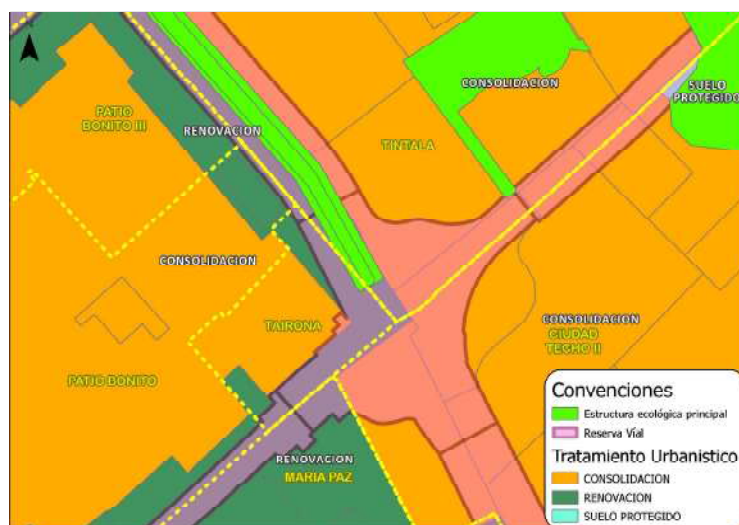 CONSOLIDACION
SUELO
PROTEGIDO
PATIO
BONITO III
RENOVACION
TINTALA
CONSOLIDACION
TAIRONA
CONSOLIDACION
CIUDAD
TECHO II
PATIO BONITO
RENOVACION
MARIA PAZ
Convenciones
Estructura ecológica principal
Reserva Vial
Tratamiento Urbanistico
CONSOLIDACION
RENOVACION
SUELO PROTEGIDO